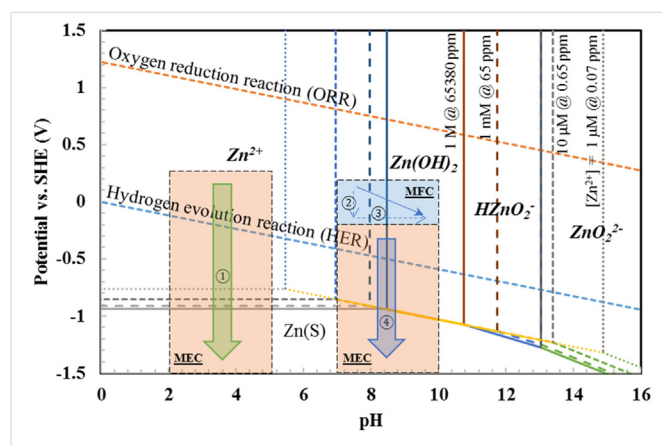 1.5
1
0.5
0
-0.5
-1
-1.5
Potential vs. SHE (V)
0
2
4
6
8
10
12
14
16
pH
Oxygen reduction reaction (ORR)
Hydrogen evolution reaction (HER)
Zn²⁺
Zn(OH)₂
HZnO₂⁻
ZnO₂²⁻
Zn(S)
MFC
MEC
MEC
①
②
③
④
1 M @ 65380 ppm
1 mM @ 65 ppm
10 μM @ 0.65 ppm
[Zn²⁺] = 1 μM @ 0.07 ppm